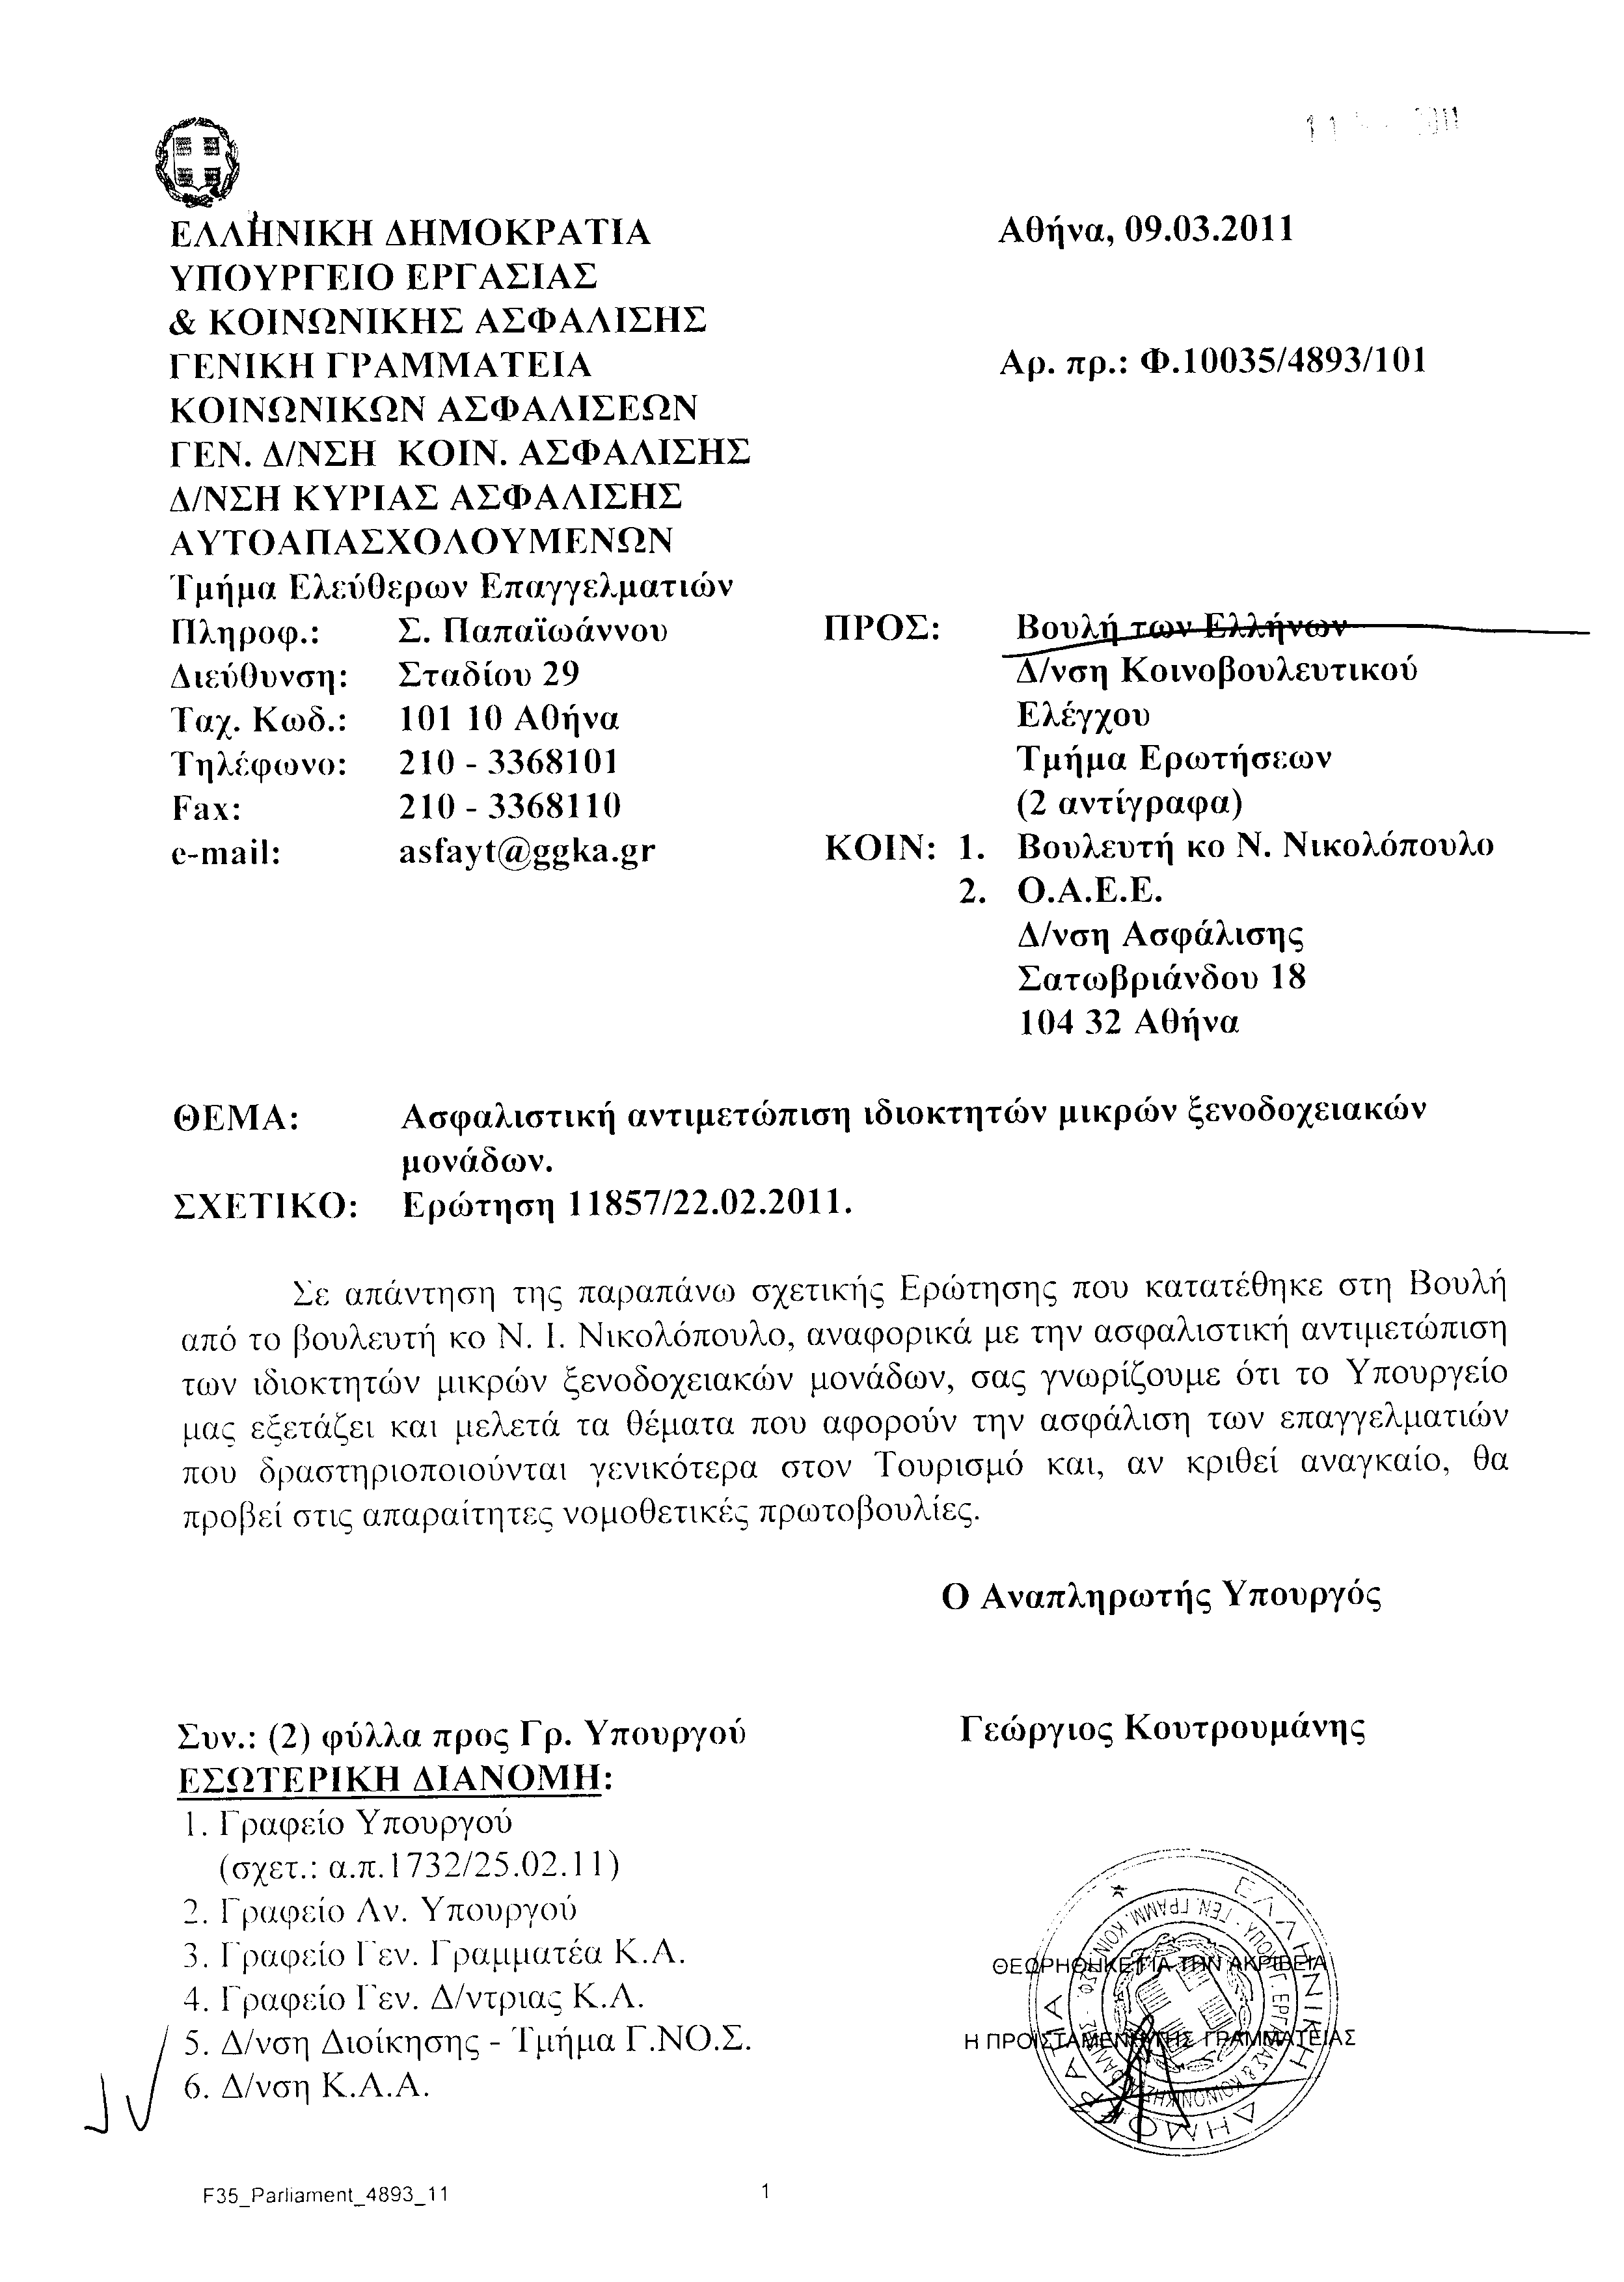 ΕΛΛΗΝΙΚΗ ΔΗΜΟΚΡΑΤΙΑ
ΥΠΟΥΡΓΕΙΟ ΕΡΓΑΣΙΑΣ
& ΚΟΙΝΩΝΙΚΗΣ ΑΣΦΑΛΙΣΗΣ
ΓΕΝΙΚΗ ΓΡΑΜΜΑΤΕΙΑ
ΚΟΙΝΩΝΙΚΩΝ ΑΣΦΑΛΙΣΕΩΝ
ΓΕΝ. Δ/ΝΣΗ ΚΟΙΝ. ΑΣΦΑΛΙΣΗΣ
Δ/ΝΣΗ ΚΥΡΙΑΣ ΑΣΦΑΛΙΣΗΣ
ΑΥΤΟΑΠΑΣΧΟΛΟΥΜΕΝΩΝ
Τμήμα Ελεύθερων Επαγγελματιών
Πληροφ.: Σ. Παπαϊωάννου
Διεύθυνση: Σταδίου 29
Ταχ. Κωδ.: 101 10 Αθήνα
Τηλέφωνο: 210 - 3368101
Fax: 210 - 3368110
e-mail: asfayt@ggka.gr
Αθήνα, 09.03.2011
Αρ. πρ.: Φ.10035/4893/101
ΠΡΟΣ: Βουλή των Ελλήνων
Δ/νση Κοινοβουλευτικού
Ελέγχου
Τμήμα Ερωτήσεων
(2 αντίγραφα)
ΚΟΙΝ: 1. Βουλευτή κο Ν. Νικολόπουλο
2. Ο.Α.Ε.Ε.
Δ/νση Ασφάλισης
Σατωβριάνδου 18
104 32 Αθήνα
ΘΕΜΑ: Ασφαλιστική αντιμετώπιση ιδιοκτητών μικρών ξενοδοχειακών
μονάδων.
ΣΧΕΤΙΚΟ: Ερώτηση 11857/22.02.2011.
Σε απάντηση της παραπάνω σχετικής Ερώτησης που κατατέθηκε στη Βουλή
από το βουλευτή κο Ν. Ι. Νικολόπουλο, αναφορικά με την ασφαλιστική αντιμετώπιση
των ιδιοκτητών μικρών ξενοδοχειακών μονάδων, σας γνωρίζουμε ότι το Υπουργείο
μας εξετάζει και μελετά τα θέματα που αφορούν την ασφάλιση των επαγγελματιών
που δραστηριοποιούνται γενικότερα στον Τουρισμό και, αν κριθεί αναγκαίο, θα
προβεί στις απαραίτητες νομοθετικές πρωτοβουλίες.
Ο Αναπληρωτής Υπουργός
Γεώργιος Κουτρουμάνης
Συν.: (2) φύλλα προς Γρ. Υπουργού
ΕΣΩΤΕΡΙΚΗ ΔΙΑΝΟΜΗ:
1. Γραφείο Υπουργού
(σχετ.: α.π.1732/25.02.11)
2. Γραφείο Αν. Υπουργού
3. Γραφείο Γεν. Γραμματέα Κ.Α.
4. Γραφείο Γεν. Δ/ντριας Κ.Α.
5. Δ/νση Διοίκησης - Τμήμα Γ.ΝΟ.Σ.
6. Δ/νση Κ.Α.Α.
ΕΛΛΗΝΙΚΗ ΔΗΜΟΚΡΑΤΙΑ
ΘΕΩΡΗΘΗΚΕ ΓΙΑ ΤΗΝ ΑΚΡΙΒΕΙΑ
Η ΠΡΟΪΣΤΑΜΕΝΗ ΤΗΣ ΓΡΑΜΜΑΤΕΙΑΣ
F35_Parliament_4893_11
1